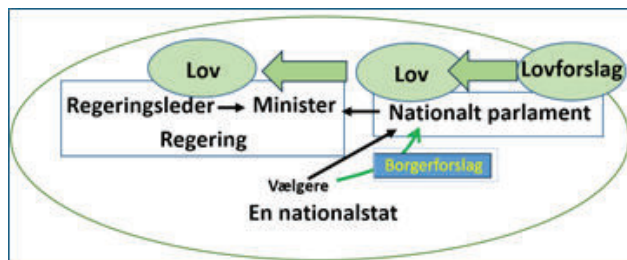 Lov
Lov
Lovforslag
Regeringsleder
Minister
Nationalt parlament
Regering
Borgerforslag
Vælgere
En nationalstat